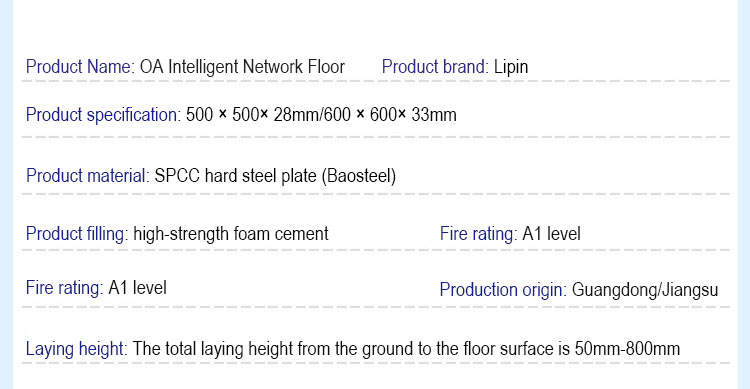 Product Name: OA Intelligent Network Floor Product brand: Lipin
Product specification: 500 × 500× 28mm/600 × 600× 33mm
Product material: SPCC hard steel plate (Baosteel)
Product filling: high-strength foam cement Fire rating: A1 level
Fire rating: A1 level Production origin: Guangdong/Jiangsu
Laying height: The total laying height from the ground to the floor surface is 50mm-800mm